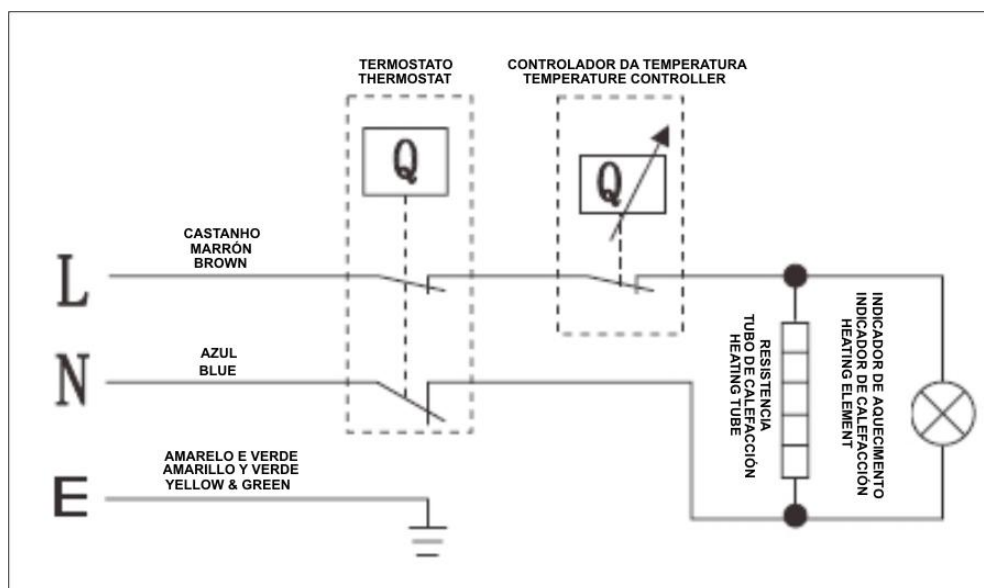 TERMOSTATO
THERMOSTAT
CONTROLADOR DA TEMPERATURA
TEMPERATURE CONTROLLER
Q
Q
L
CASTANHO
MARRÓN
BROWN
N
AZUL
BLUE
E
AMARELO E VERDE
AMARILLO Y VERDE
YELLOW & GREEN
RESISTENCIA
TUBO DE CALEFACCIÓN
HEATING TUBE
INDICADOR DE AQUECIMENTO
INDICADOR DE CALEFACCIÓN
HEATING ELEMENT